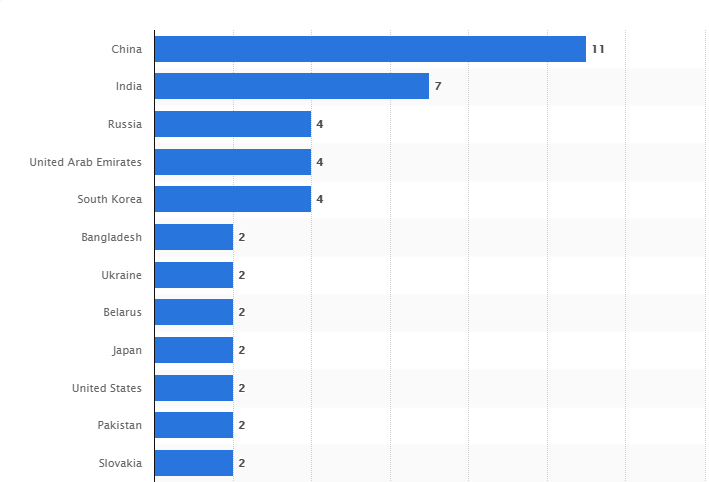 China 11
India 7
Russia 4
United Arab Emirates 4
South Korea 4
Bangladesh 2
Ukraine 2
Belarus 2
Japan 2
United States 2
Pakistan 2
Slovakia 2